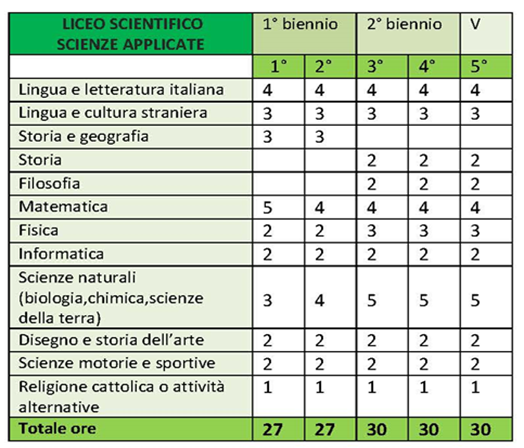 LICEO SCIENTIFICO 1° biennio 2° biennio V
SCIENZE APPLICATE
1° 2° 3° 4° 5°
Lingua e letteratura italiana 4 4 4 4 4
Lingua e cultura straniera 3 3 3 3 3
Storia e geografia 3 3
Storia 2 2 2
Filosofia 2 2 2
Matematica 5 4 4 4 4
Fisica 2 2 3 3 3
Informatica 2 2 2 2 2
Scienze naturali
(biologia,chimica,scienze 3 4 5 5 5
della terra)
Disegno e storia dell'arte 2 2 2 2 2
Scienze motorie e sportive 2 2 2 2 2
Religione cattolica o attività 1 1 1 1 1
alternative
Totale ore 27 27 30 30 30